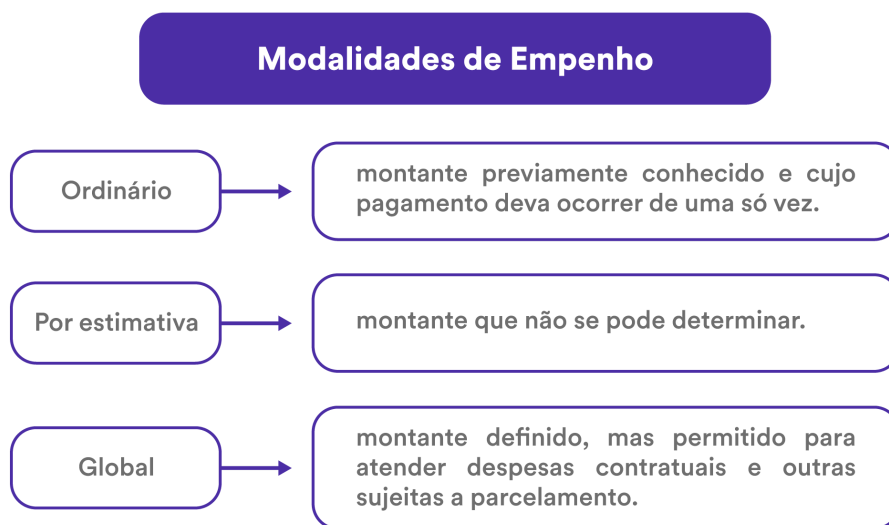 Modalidades de Empenho
Ordinário
montante previamente conhecido e cujo
pagamento deva ocorrer de uma só vez.
Por estimativa
montante que não se pode determinar.
Global
montante definido, mas permitido para
atender despesas contratuais e outras
sujeitas a parcelamento.